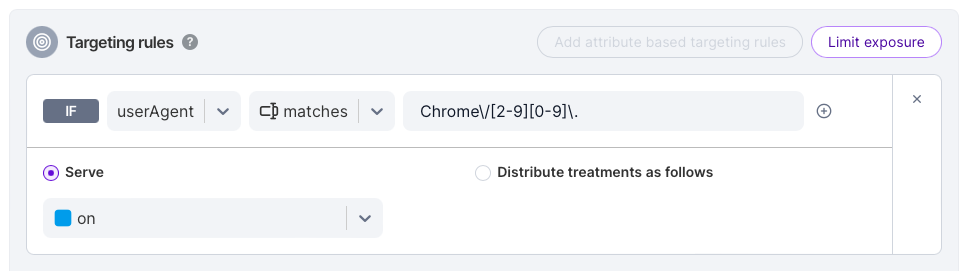 Targeting rules ?
Add attribute based targeting rules
Limit exposure
IF userAgent matches Chrome\/[2-9][0-9]\.
Serve
Distribute treatments as follows
on